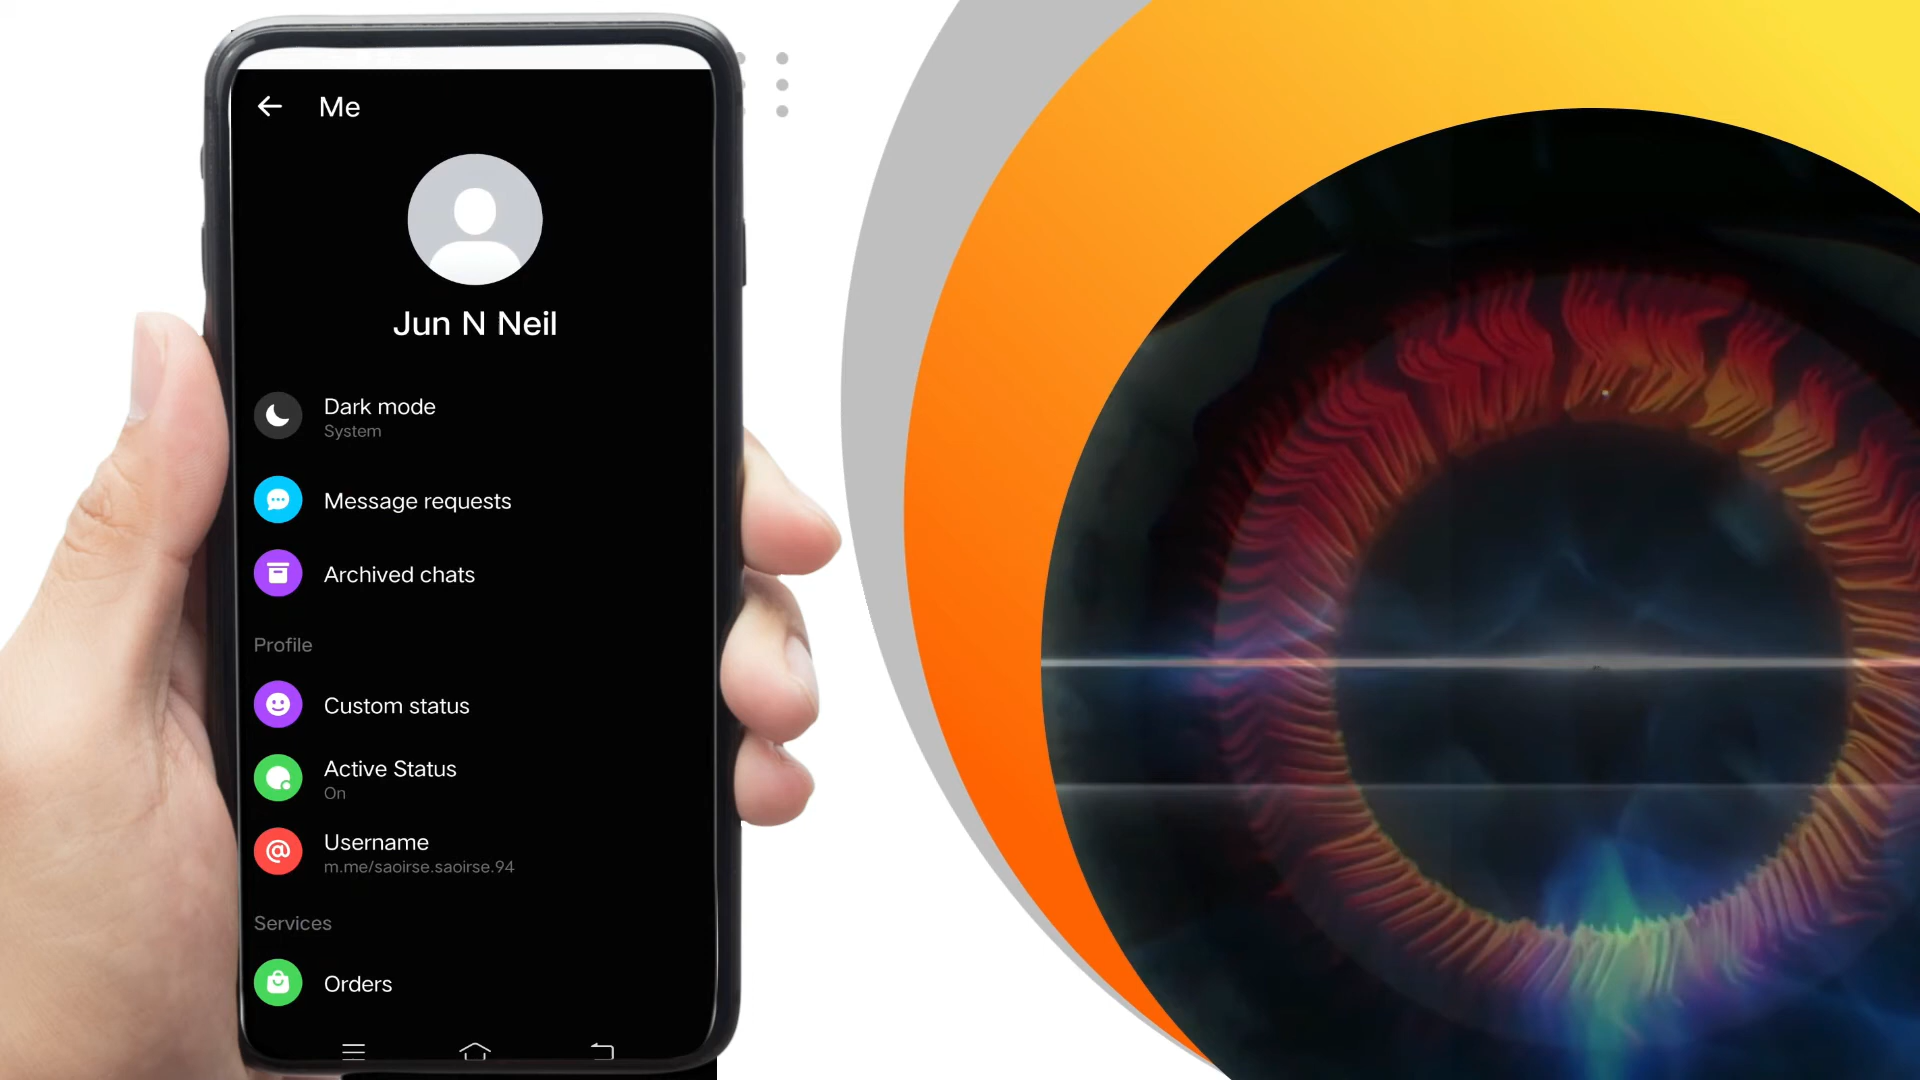 Me
Jun N Neil
Dark mode
System
Message requests
Archived chats
Profile
Custom status
Active Status
On
Username
m.me/saoirse.saoirse.94
Services
Orders